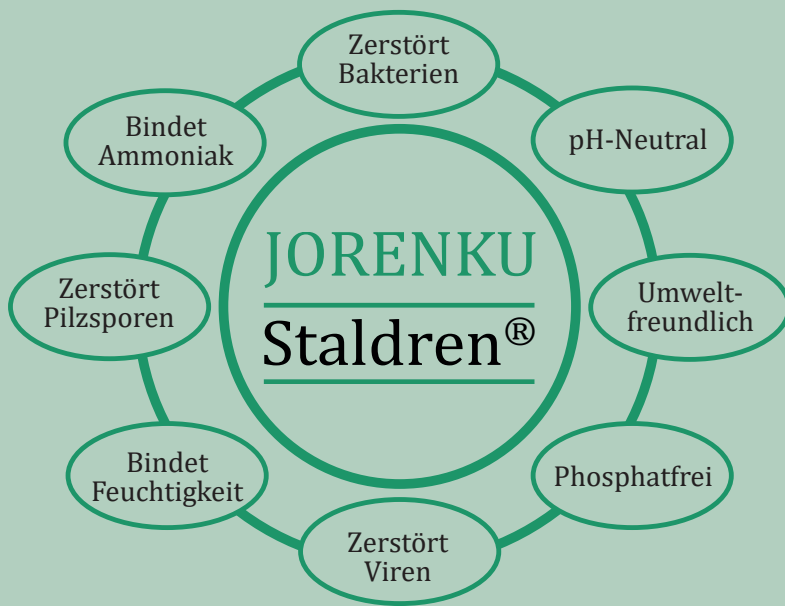 Zerstört
Bakterien
pH-Neutral
Umwelt-
freundlich
Phosphatfrei
Zerstört
Viren
Bindet
Feuchtigkeit
Zerstört
Pilzsporen
Bindet
Ammoniak
JORENKU
Staldren®